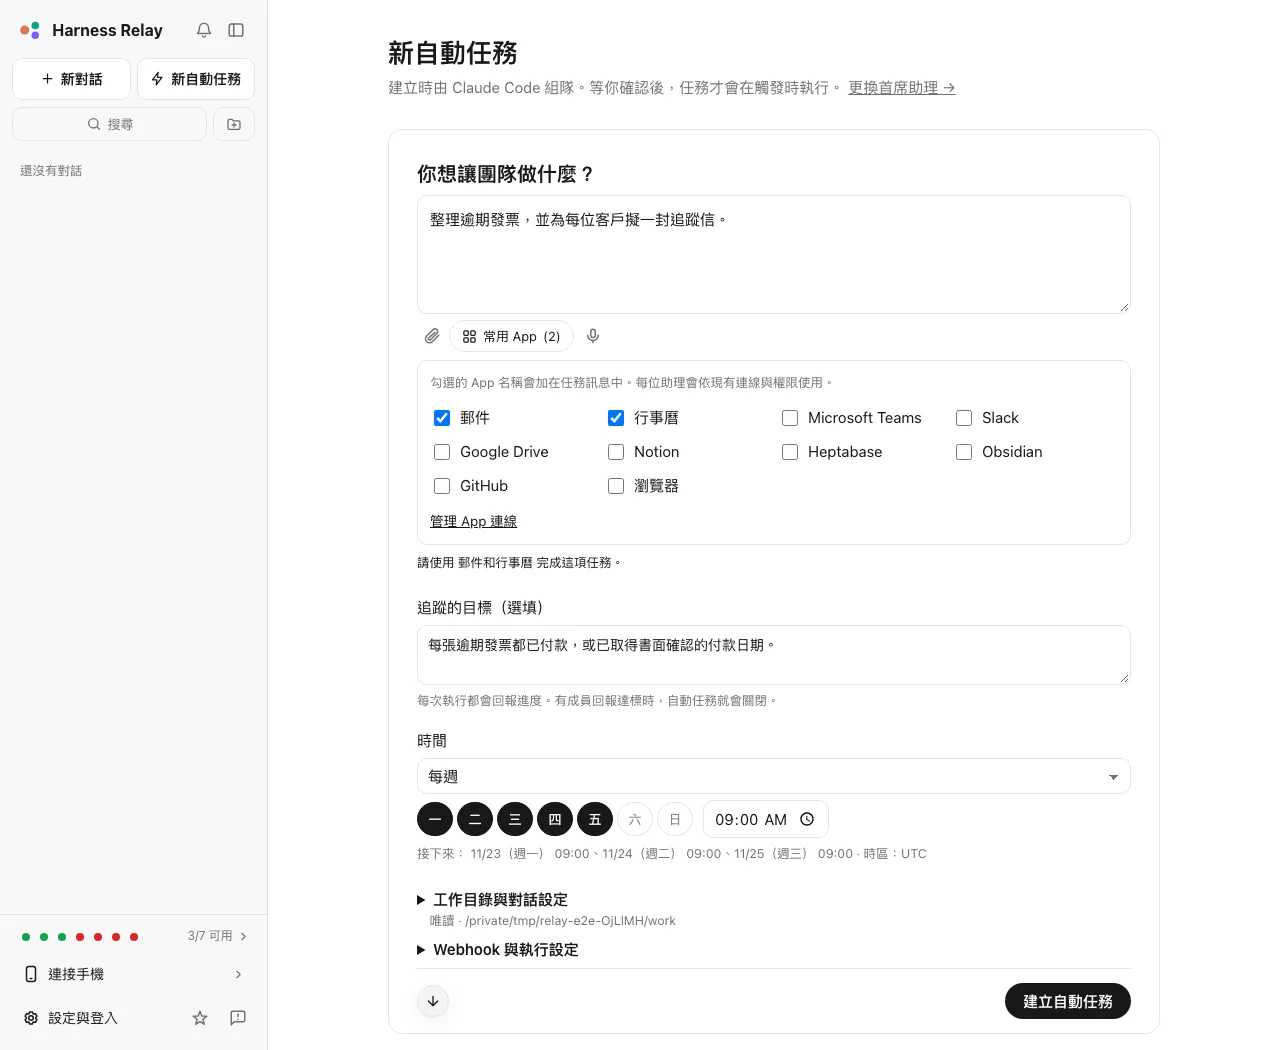 Harness Relay
新對話
新自動任務
搜尋
還沒有對話
3/7 可用
連接手機
設定與登入
新自動任務
建立時由 Claude Code 組隊。等你確認後，任務才會在觸發時執行。 更換首席助理 →
你想讓團隊做什麼？
整理逾期發票，並為每位客戶擬一封追蹤信。
常用 App (2)
勾選的 App 名稱會加在任務訊息中。每位助理會依現有連線與權限使用。
郵件 行事曆 Microsoft Teams Slack
Google Drive Notion Heptabase Obsidian
GitHub 瀏覽器
管理 App 連線
請使用 郵件和行事曆 完成這項任務。
追蹤的目標（選填）
每張逾期發票都已付款，或已取得書面確認的付款日期。
每次執行都會回報進度。有成員回報達標時，自動任務就會關閉。
時間
每週
一 二 三 四 五 六 日 09:00 AM
接下來： 11/23（週一） 09:00、11/24（週二） 09:00、11/25（週三） 09:00 · 時區：UTC
工作目錄與對話設定
唯讀 · /private/tmp/relay-e2e-OjLIMH/work
Webhook 與執行設定
建立自動任務